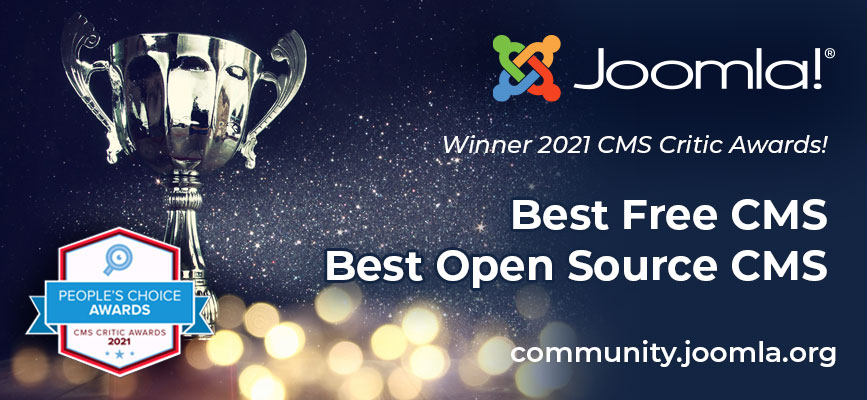 Joomla!®
Winner 2021 CMS Critic Awards!
Best Free CMS
Best Open Source CMS
PEOPLE'S CHOICE
AWARDS
CMS CRITIC AWARDS
2021
community.joomla.org